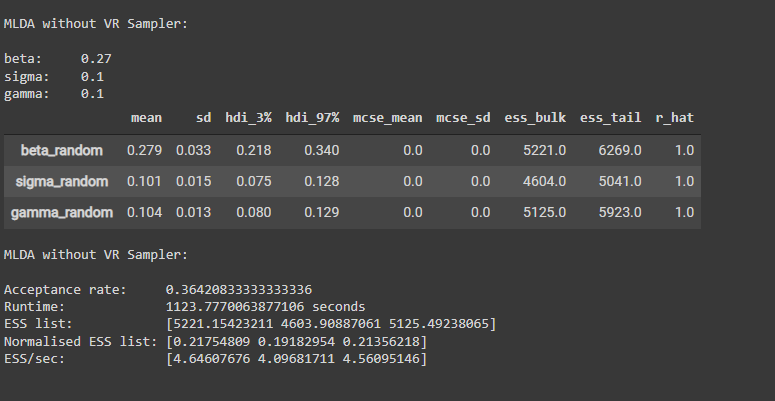 MLDA without VR Sampler:
beta: 0.27
sigma: 0.1
gamma: 0.1
mean sd hdi_3% hdi_97% mcse_mean mcse_sd ess_bulk ess_tail r_hat
beta_random 0.279 0.033 0.218 0.340 0.0 0.0 5221.0 6269.0 1.0
sigma_random 0.101 0.015 0.075 0.128 0.0 0.0 4604.0 5041.0 1.0
gamma_random 0.104 0.013 0.080 0.129 0.0 0.0 5125.0 5923.0 1.0
MLDA without VR Sampler:
Acceptance rate: 0.36420833333333336
Runtime: 1123.7770063877106 seconds
ESS list: [5221.15423211 4603.90887061 5125.49238065]
Normalised ESS list: [0.21754809 0.19182954 0.21356218]
ESS/sec: [4.64607676 4.09681711 4.56095146]